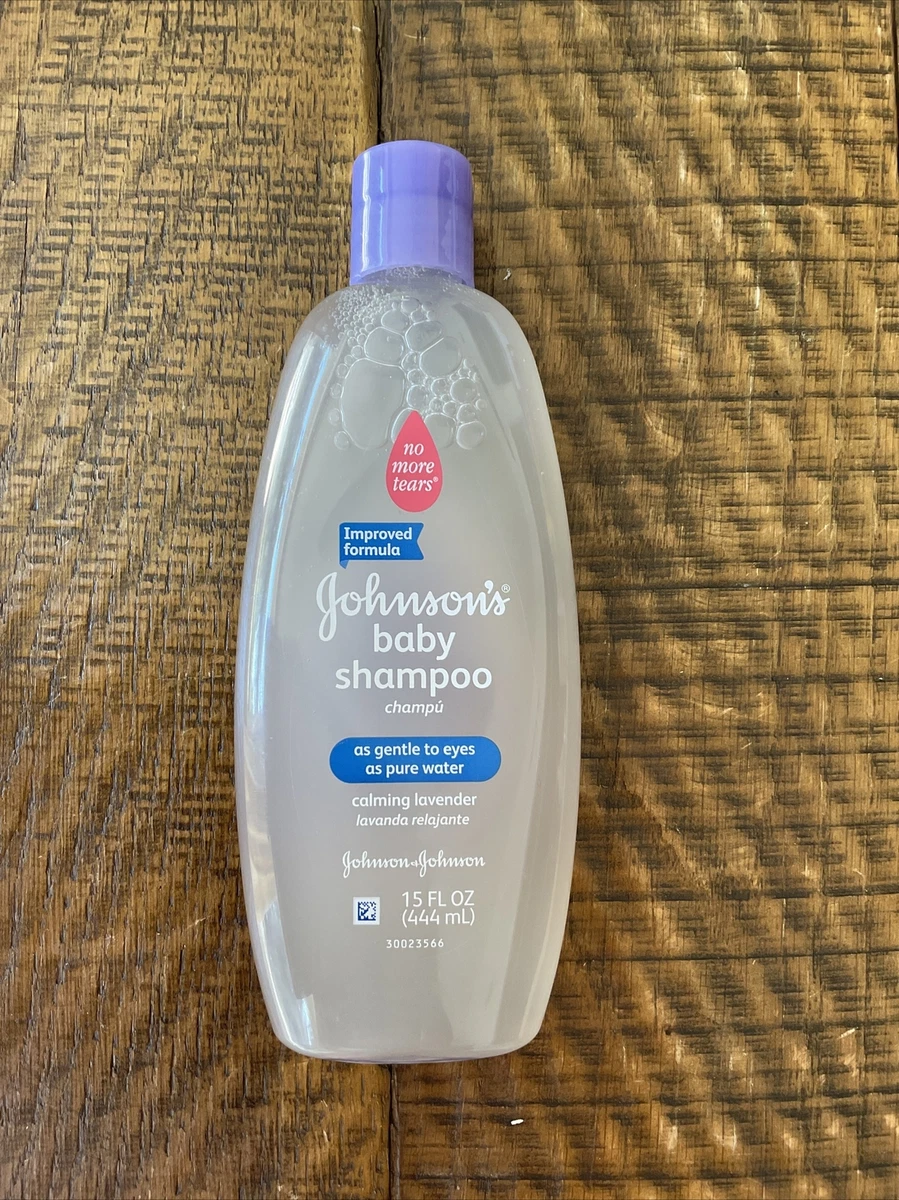 no
more
tears®
Improved
formula
Johnson's®
baby
shampoo
champú
as gentle to eyes
as pure water
calming lavender
lavanda relajante
Johnson+Johnson
15 FL OZ
(444 mL)
30023566